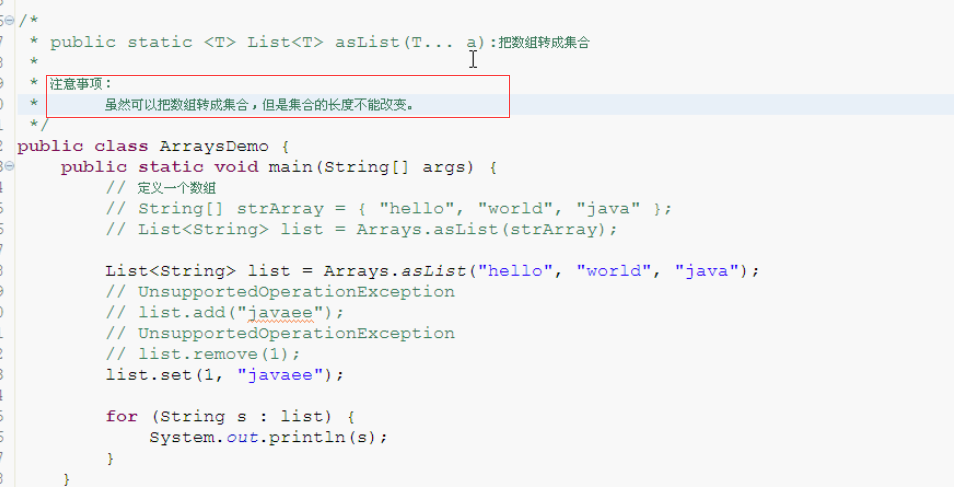 /*
* public static <T> List<T> asList(T... a):把数组转成集合
*
* 注意事项：
* 虽然可以把数组转成集合，但是集合的长度不能改变。
*/
public class ArraysDemo {
public static void main(String[] args) {
// 定义一个数组
// String[] strArray = { "hello", "world", "java" };
// List<String> list = Arrays.asList(strArray);
List<String> list = Arrays.asList("hello", "world", "java");
// UnsupportedOperationException
// list.add("javaee");
// UnsupportedOperationException
// list.remove(1);
list.set(1, "javaee");
for (String s : list) {
System.out.println(s);
}
}